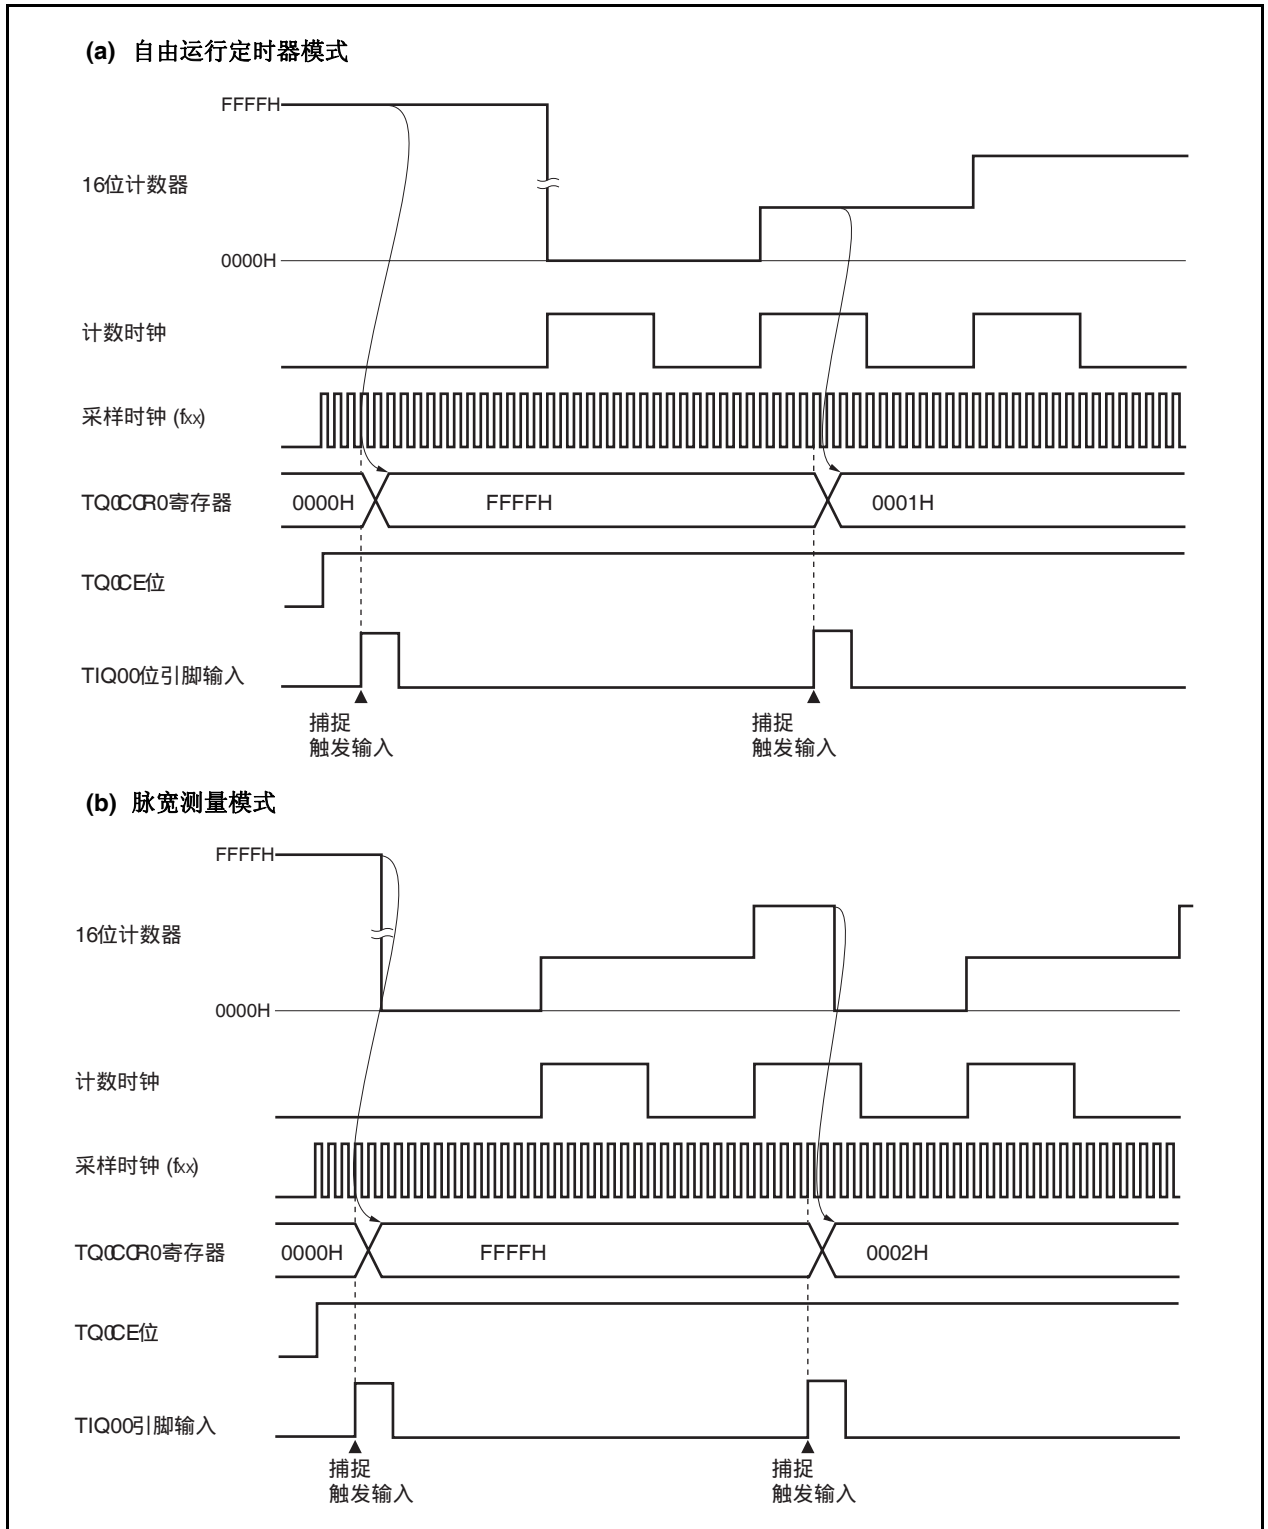 (a) 自由运行定时器模式
FFFFH
16位计数器
0000H
计数时钟
采样时钟 (fxx)
TQ0CCR0寄存器
0000H
FFFFH
0001H
TQ0CE位
TIQ00位引脚输入
捕捉
触发输入
捕捉
触发输入
(b) 脉宽测量模式
FFFFH
16位计数器
0000H
计数时钟
采样时钟 (fxx)
TQ0CCR0寄存器
0000H
FFFFH
0002H
TQ0CE位
TIQ00引脚输入
捕捉
触发输入
捕捉
触发输入